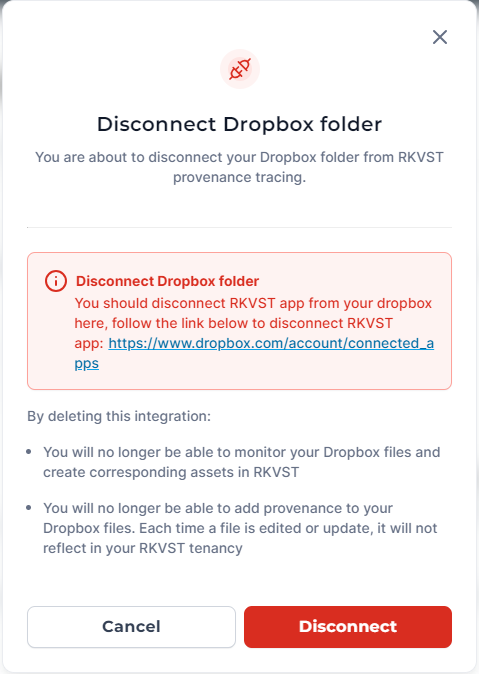 Disconnect Dropbox folder
You are about to disconnect your Dropbox folder from RKVST
provenance tracing.
Disconnect Dropbox folder
You should disconnect RKVST app from your dropbox
here, follow the link below to disconnect RKVST
app: https://www.dropbox.com/account/connected_a
pps
By deleting this integration:
• You will no longer be able to monitor your Dropbox files and
create corresponding assets in RKVST
• You will no longer be able to add provenance to your
Dropbox files. Each time a file is edited or update, it will not
reflect in your RKVST tenancy
Cancel
Disconnect